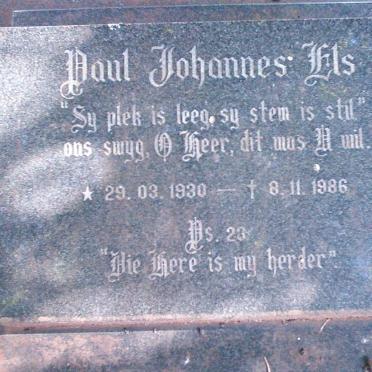 Paul Johannes Els
"Sy plek is leeg, sy stem is stil"
ons swyg, O Heer, dit was U wil.
★ 29. 03. 1930 — † 8. 11. 1986
Ps. 23
"Die Here is my herder"